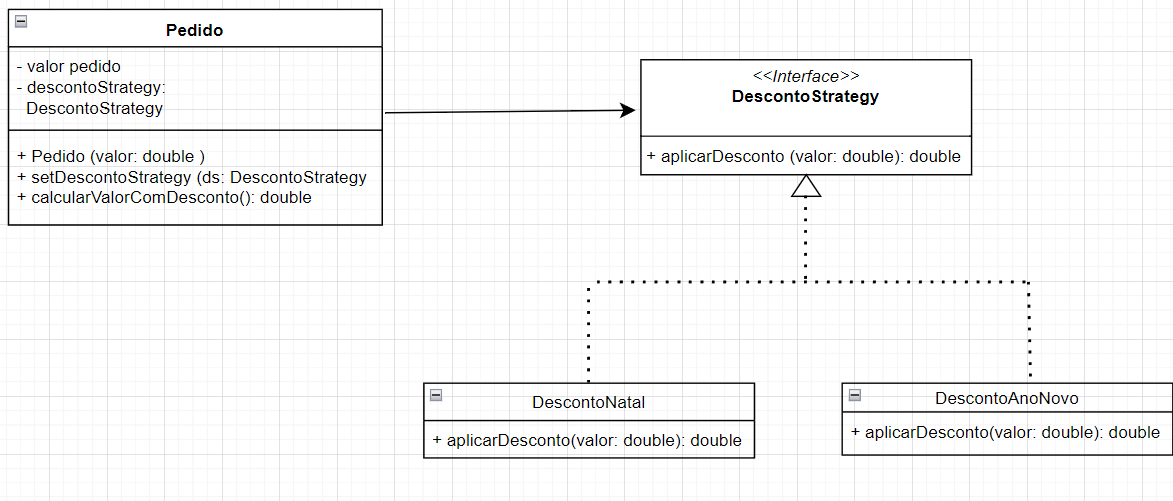 Pedido
- valor pedido
- descontoStrategy:
DescontoStrategy
+ Pedido (valor: double )
+ setDescontoStrategy (ds: DescontoStrategy
+ calcularValorComDesconto(): double
<<Interface>>
DescontoStrategy
+ aplicarDesconto (valor: double): double
DescontoNatal
+ aplicarDesconto(valor: double): double
DescontoAnoNovo
+ aplicarDesconto(valor: double): double